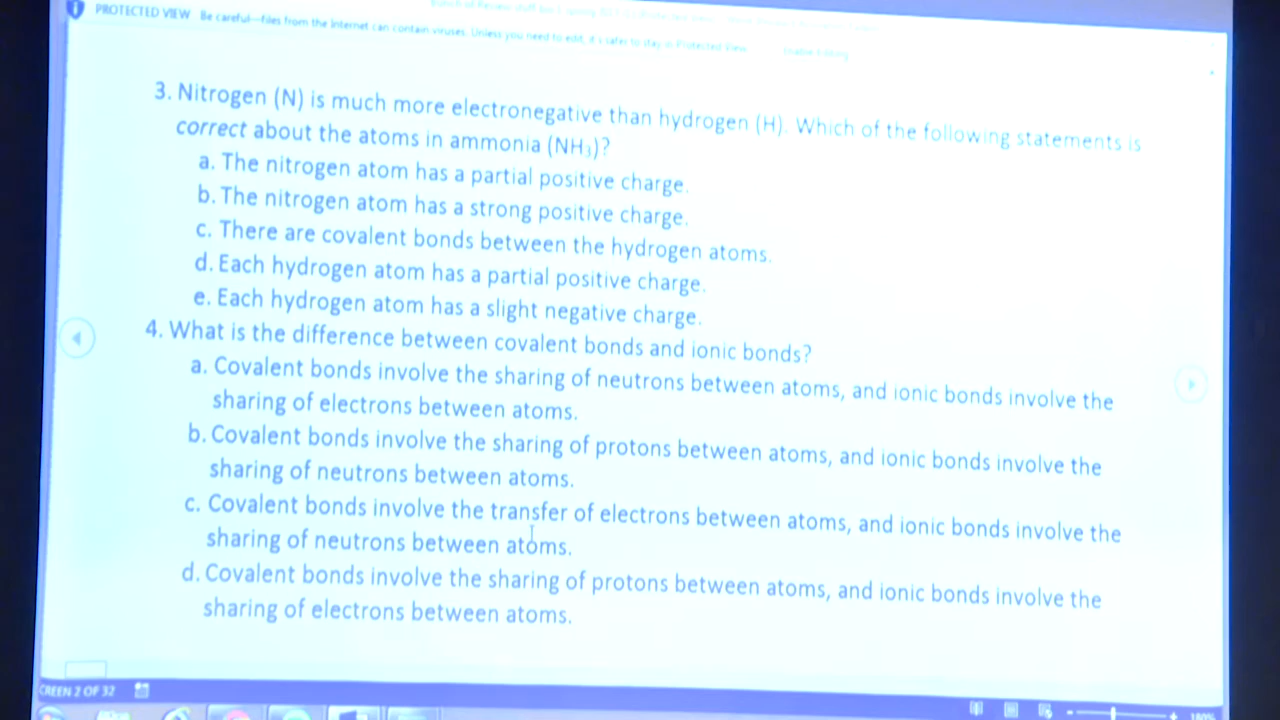 PROTECTED VIEW Be careful—files from the Internet can contain viruses. Unless you need to edit, it's safer to stay in Protected View. Enable Editing
3. Nitrogen (N) is much more electronegative than hydrogen (H). Which of the following statements is
correct about the atoms in ammonia (NH3)?
a. The nitrogen atom has a partial positive charge.
b. The nitrogen atom has a strong positive charge.
c. There are covalent bonds between the hydrogen atoms.
d. Each hydrogen atom has a partial positive charge.
e. Each hydrogen atom has a slight negative charge.
4. What is the difference between covalent bonds and ionic bonds?
a. Covalent bonds involve the sharing of neutrons between atoms, and ionic bonds involve the
sharing of electrons between atoms.
b. Covalent bonds involve the sharing of protons between atoms, and ionic bonds involve the
sharing of neutrons between atoms.
c. Covalent bonds involve the transfer of electrons between atoms, and ionic bonds involve the
sharing of neutrons between atoms.
d. Covalent bonds involve the sharing of protons between atoms, and ionic bonds involve the
sharing of electrons between atoms.
CREEN 2 OF 32